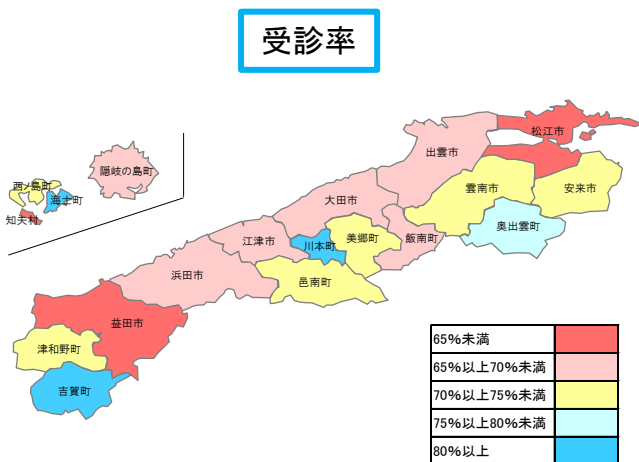 受診率
松江市
出雲市
隠岐の島町
西ノ島町
海士町
知夫村
雲南市
安来市
大田市
奥出雲町
飯南町
美郷町
江津市
川本町
浜田市
邑南町
益田市
津和野町
吉賀町
65%未満
65%以上70%未満
70%以上75%未満
75%以上80%未満
80%以上